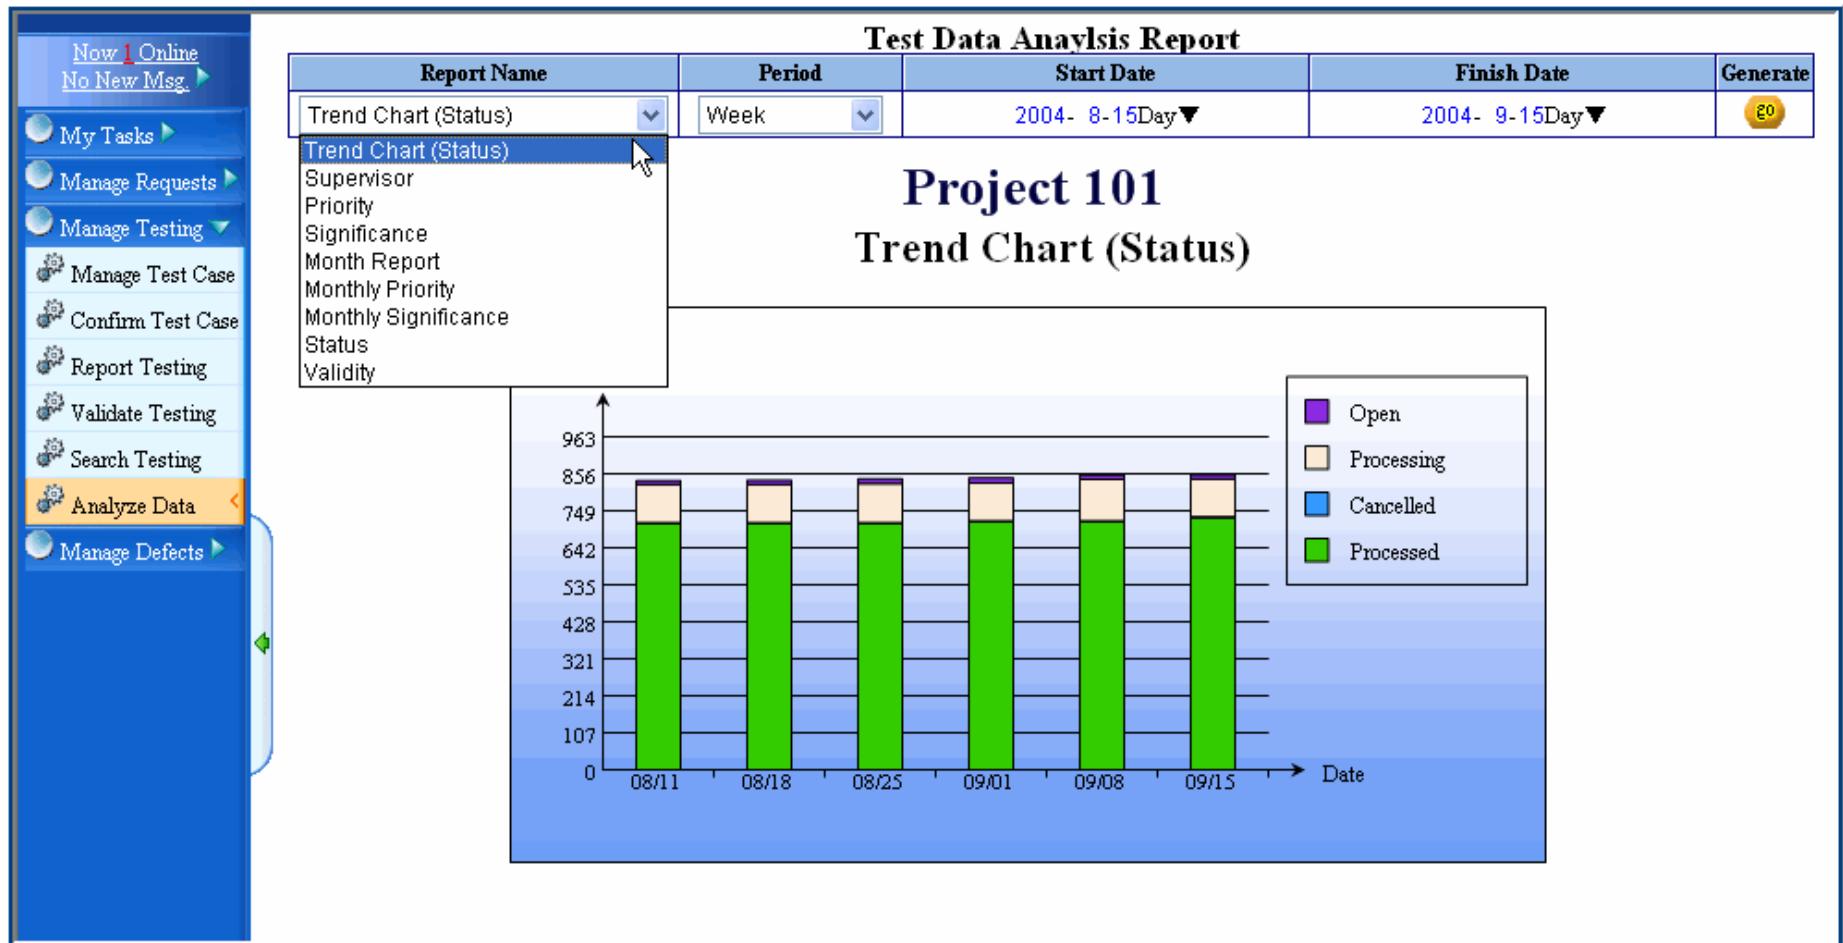 Now 1 Online
No New Msg.
My Tasks
Manage Requests
Manage Testing
Manage Test Case
Confirm Test Case
Report Testing
Validate Testing
Search Testing
Analyze Data
Manage Defects
Test Data Anaylsis Report
Report Name Period Start Date Finish Date Generate
Trend Chart (Status) Week 2004- 8-15Day▼ 2004- 9-15Day▼ go
Trend Chart (Status)
Supervisor
Priority
Significance
Month Report
Monthly Priority
Monthly Significance
Status
Validity
Project 101
Trend Chart (Status)
963
856
749
642
535
428
321
214
107
0
08/11 08/18 08/25 09/01 09/08 09/15 Date
Open
Processing
Cancelled
Processed